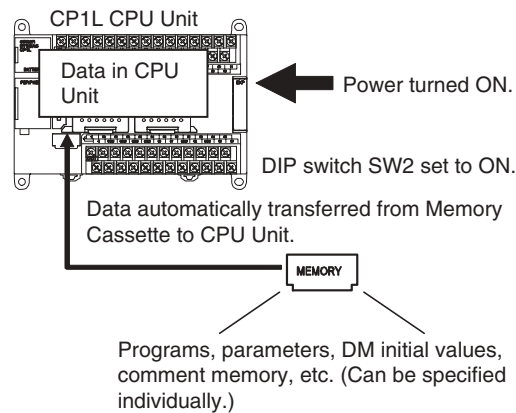 CP1L CPU Unit
Data in CPU
Unit
Power turned ON.
DIP switch SW2 set to ON.
Data automatically transferred from Memory
Cassette to CPU Unit.
MEMORY
Programs, parameters, DM initial values,
comment memory, etc. (Can be specified
individually.)